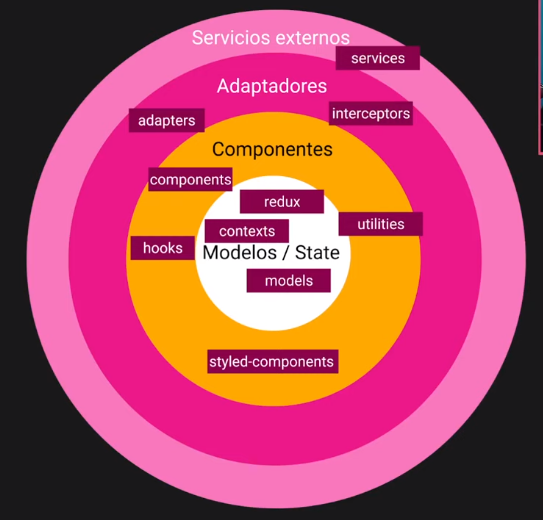 Servicios externos
services
Adaptadores
interceptors
adapters
Componentes
components
redux
utilities
contexts
hooks
Modelos / State
models
styled-components